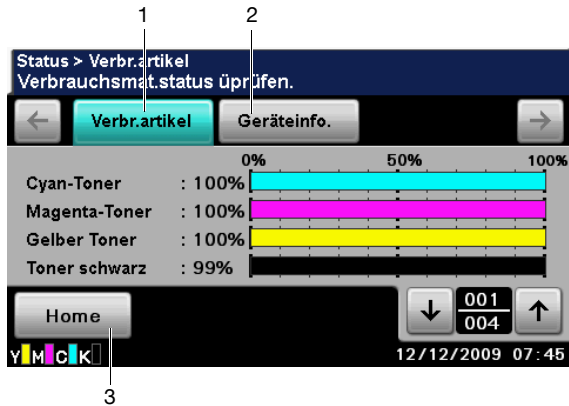 1 2
Status > Verbr.artikel
Verbrauchsmat.status üprüfen.
Verbr.artikel Geräteinfo.
0% 50% 100%
Cyan-Toner : 100%
Magenta-Toner : 100%
Gelber Toner : 100%
Toner schwarz : 99%
Home
001
004
Y M C K 12/12/2009 07:45
3